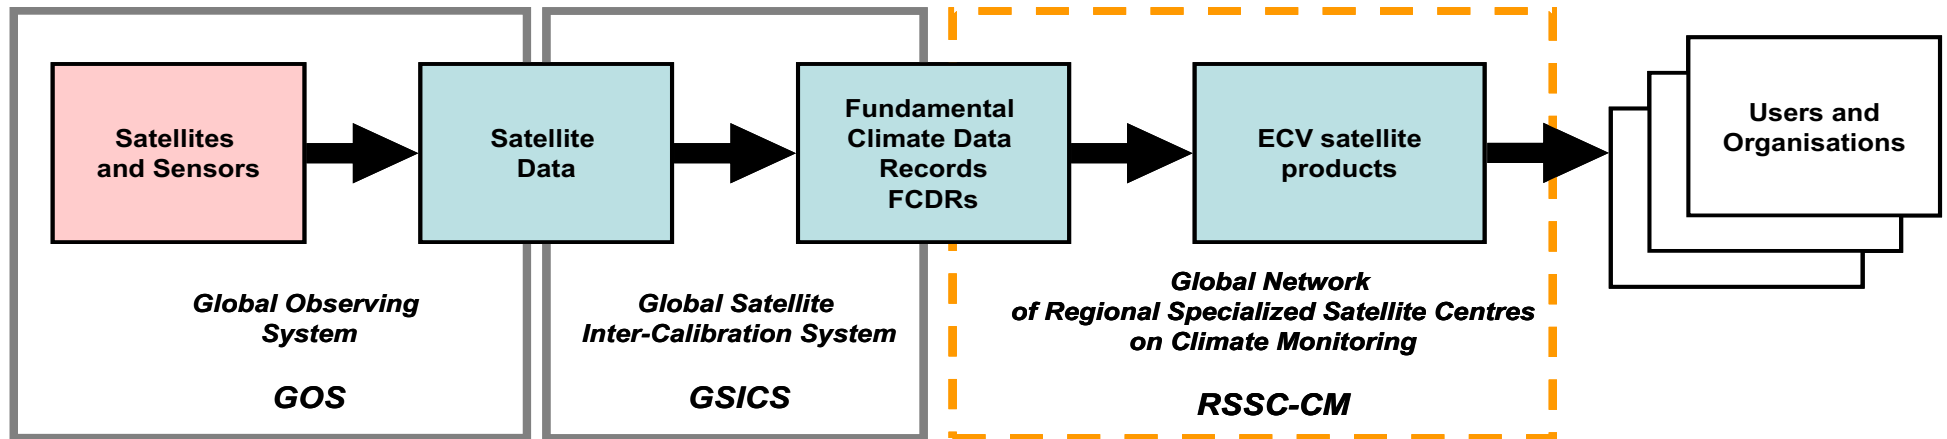 Satellites
and Sensors
Satellite
Data
Fundamental
Climate Data
Records
FCDRs
ECV satellite
products
Users and
Organisations
Global Observing
System
GOS
Global Satellite
Inter-Calibration System
GSICS
Global Network
of Regional Specialized Satellite Centres
on Climate Monitoring
RSSC-CM